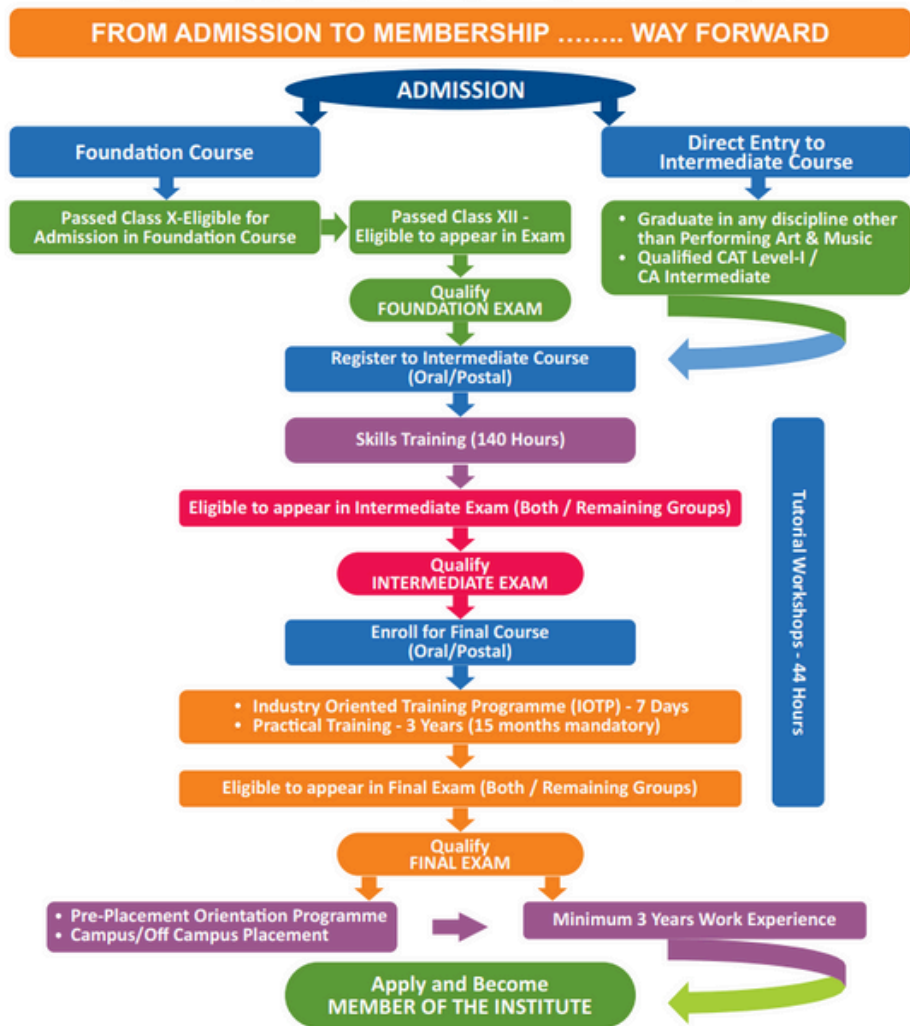 FROM ADMISSION TO MEMBERSHIP ........ WAY FORWARD
ADMISSION
Foundation Course
Direct Entry to
Intermediate Course
Passed Class X-Eligible for
Admission in Foundation Course
Passed Class XII -
Eligible to appear in Exam
• Graduate in any discipline other
than Performing Art & Music
• Qualified CAT Level-I /
CA Intermediate
Qualify
FOUNDATION EXAM
Register to Intermediate Course
(Oral/Postal)
Skills Training (140 Hours)
Eligible to appear in Intermediate Exam (Both / Remaining Groups)
Qualify
INTERMEDIATE EXAM
Enroll for Final Course
(Oral/Postal)
• Industry Oriented Training Programme (IOTP) - 7 Days
• Practical Training - 3 Years (15 months mandatory)
Eligible to appear in Final Exam (Both / Remaining Groups)
Tutorial Workshops - 44 Hours
Qualify
FINAL EXAM
• Pre-Placement Orientation Programme
• Campus/Off Campus Placement
Minimum 3 Years Work Experience
Apply and Become
MEMBER OF THE INSTITUTE